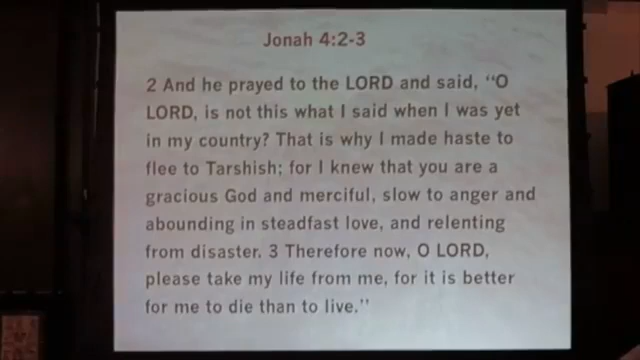 Jonah 4:2-3
2 And he prayed to the LORD and said, "O
LORD, is not this what I said when I was yet
in my country? That is why I made haste to
flee to Tarshish; for I knew that you are a
gracious God and merciful, slow to anger and
abounding in steadfast love, and relenting
from disaster. 3 Therefore now, O LORD,
please take my life from me, for it is better
for me to die than to live."